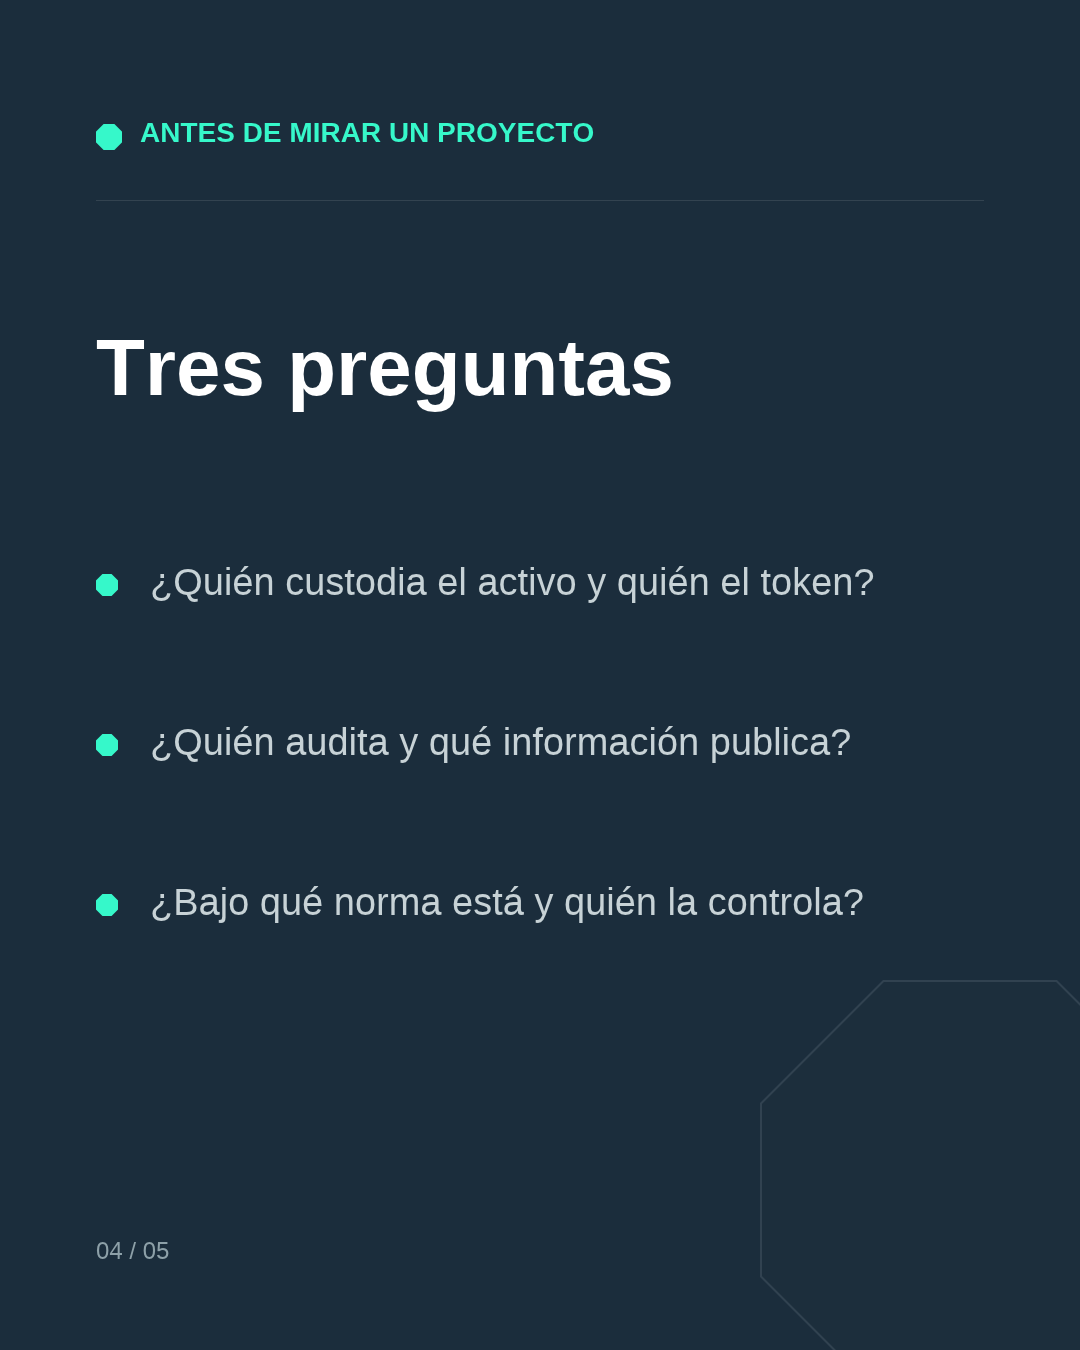 ANTES DE MIRAR UN PROYECTO
Tres preguntas
¿Quién custodia el activo y quién el token?
¿Quién audita y qué información publica?
¿Bajo qué norma está y quién la controla?
04 / 05